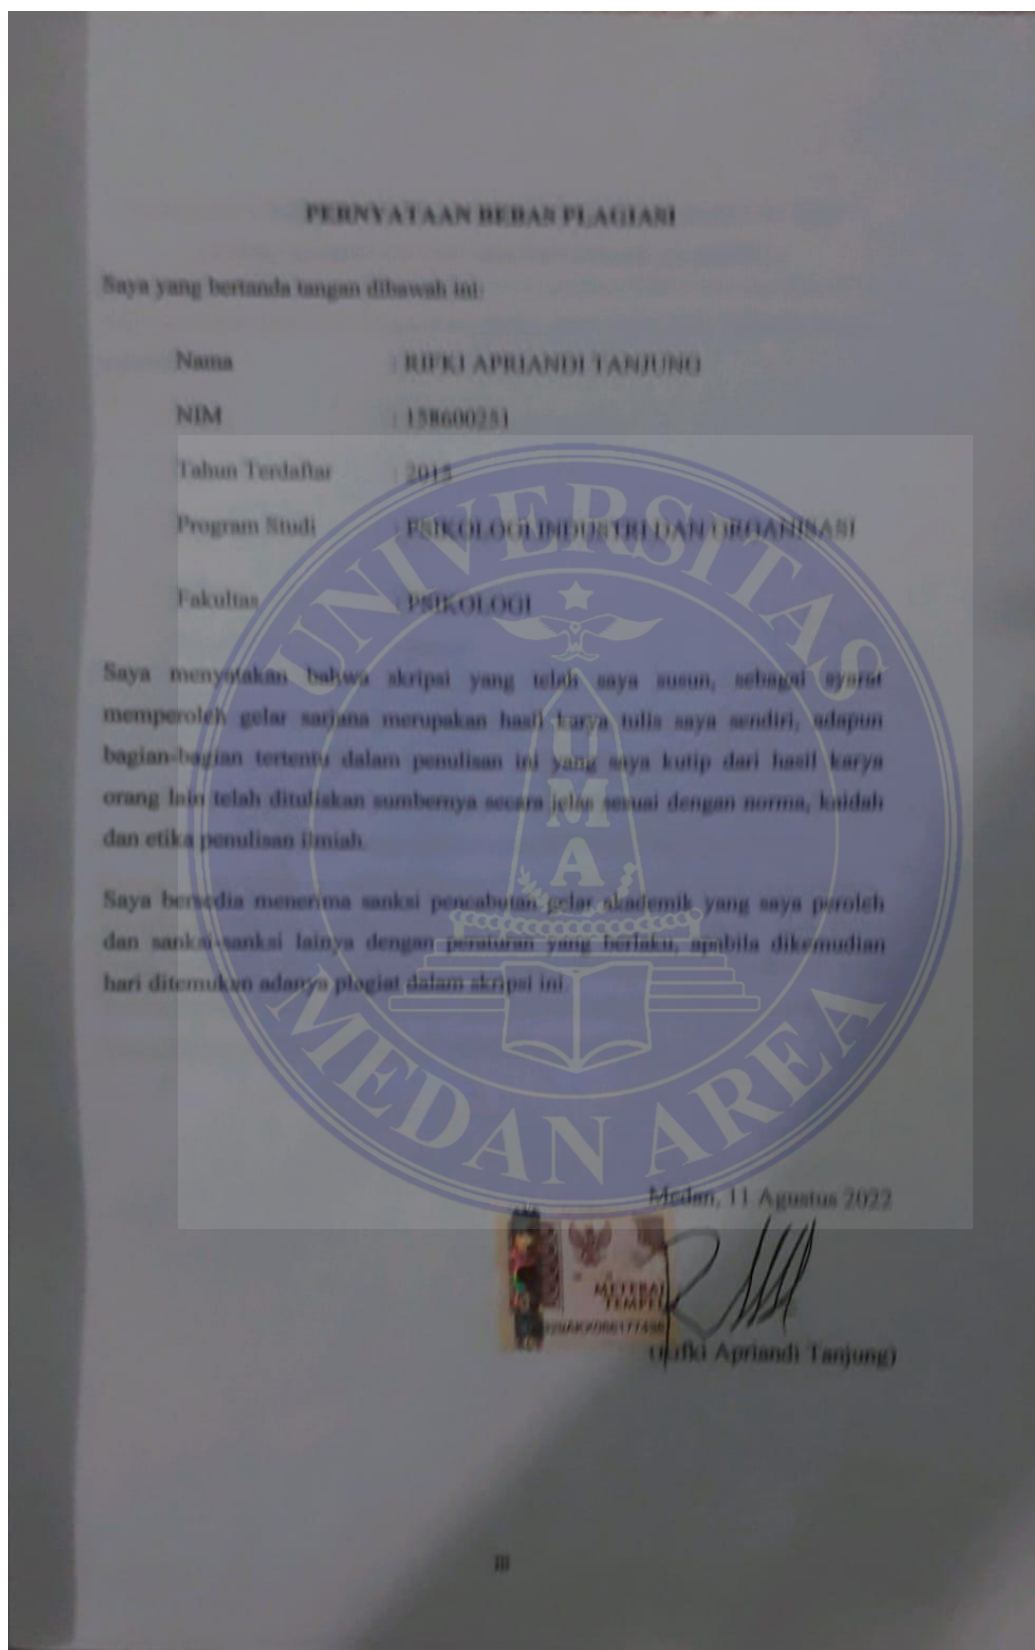 PERNYATAAN BEBAS PLAGIASI
Saya yang bertanda tangan dibawah ini:
Nama : RIFKI APRIANDI TANJUNG
NIM : 158600251
Tahun Terdaftar : 2015
Program Studi : PSIKOLOGI INDUSTRI DAN ORGANISASI
Fakultas : PSIKOLOGI
Saya menyatakan bahwa skripsi yang telah saya susun, sebagai syarat
memperoleh gelar sarjana merupakan hasil karya tulis saya sendiri, adapun
bagian-bagian tertentu dalam penulisan ini yang saya kutip dari hasil karya
orang lain telah dituliskan sumbernya secara jelas sesuai dengan norma, kaidah
dan etika penulisan ilmiah.
Saya bersedia menerima sanksi pencabutan gelar akademik yang saya peroleh
dan sanksi-sanksi lainya dengan peraturan yang berlaku, apabila dikemudian
hari ditemukan adanya plagiat dalam skripsi ini.
UNIVERSITAS
UMA
MEDAN AREA
Medan, 11 Agustus 2022
METERAI
TEMPEL
(Rifki Apriandi Tanjung)
iii